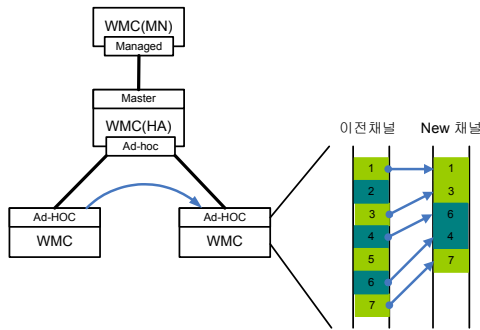 WMC(MN)
Managed
Master
WMC(HA)
Ad-hoc
Ad-HOC
WMC
Ad-HOC
WMC
이전채널
New 채널
1
2
3
4
5
6
7
1
3
6
4
7